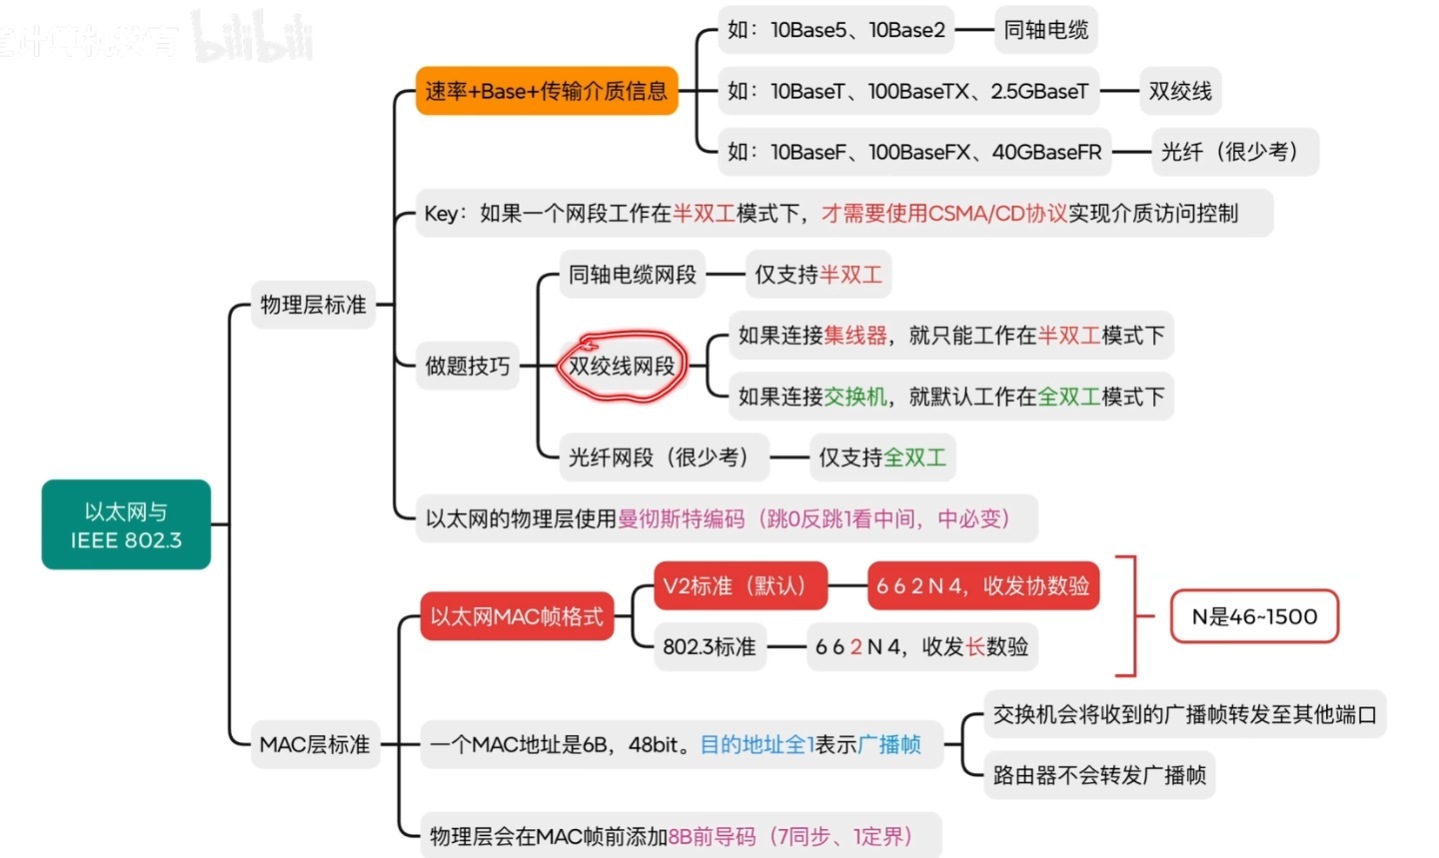 计算机教育 bilibili
以太网与
IEEE 802.3
物理层标准
速率+Base+传输介质信息
如：10Base5、10Base2
同轴电缆
如：10BaseT、100BaseTX、2.5GBaseT
双绞线
如：10BaseF、100BaseFX、40GBaseFR
光纤（很少考）
Key：如果一个网段工作在半双工模式下，才需要使用CSMA/CD协议实现介质访问控制
做题技巧
同轴电缆网段
仅支持半双工
双绞线网段
如果连接集线器，就只能工作在半双工模式下
如果连接交换机，就默认工作在全双工模式下
光纤网段（很少考）
仅支持全双工
以太网的物理层使用曼彻斯特编码（跳0反跳1看中间，中必变）
MAC层标准
以太网MAC帧格式
V2标准（默认）
6 6 2 N 4，收发协数验
802.3标准
6 6 2 N 4，收发长数验
N是46~1500
一个MAC地址是6B，48bit。目的地址全1表示广播帧
交换机会将收到的广播帧转发至其他端口
路由器不会转发广播帧
物理层会在MAC帧前添加8B前导码（7同步、1定界）